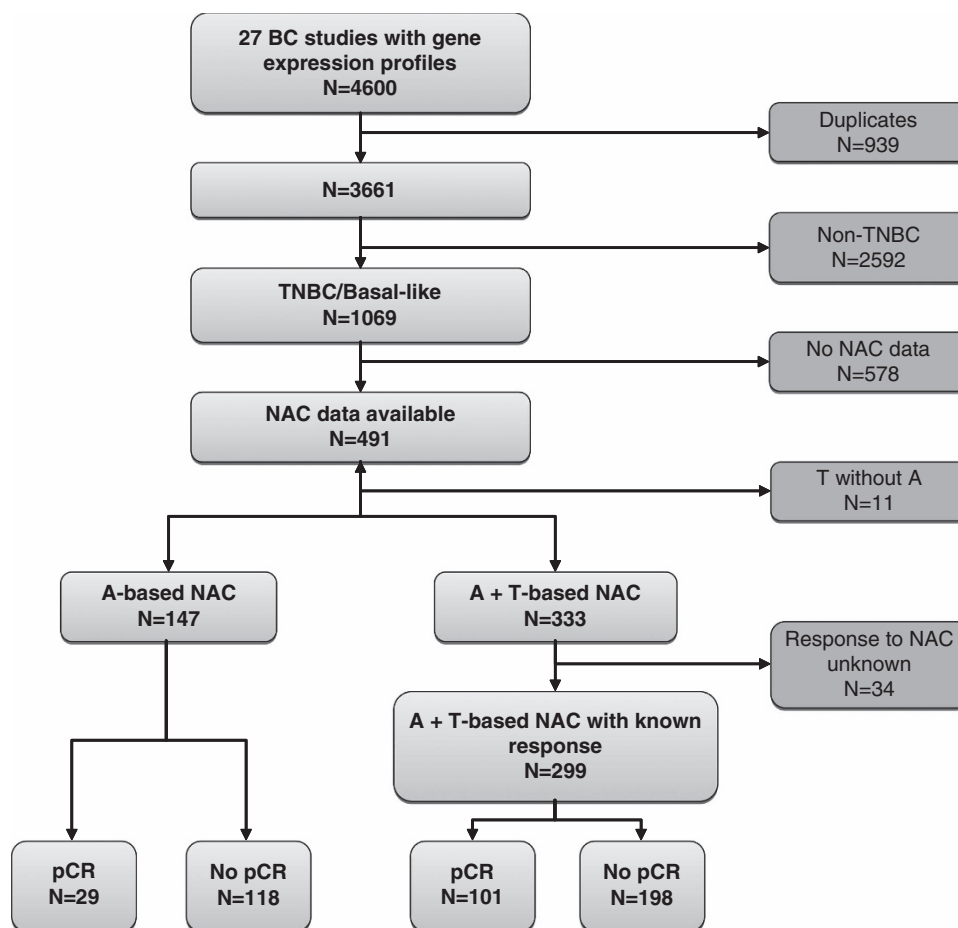 27 BC studies with gene
expression profiles
N=4600
Duplicates
N=939
N=3661
Non-TNBC
N=2592
TNBC/Basal-like
N=1069
No NAC data
N=578
NAC data available
N=491
T without A
N=11
A-based NAC
N=147
A + T-based NAC
N=333
Response to NAC
unknown
N=34
A + T-based NAC with known
response
N=299
pCR
N=29
No pCR
N=118
pCR
N=101
No pCR
N=198